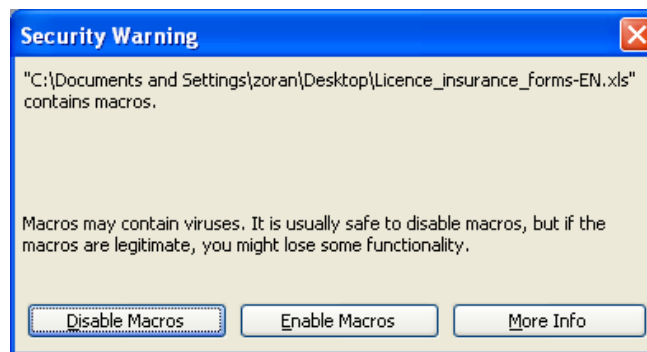 Security Warning
"C:\Documents and Settings\zoran\Desktop\Licence_insurance_forms-EN.xls"
contains macros.
Macros may contain viruses. It is usually safe to disable macros, but if the
macros are legitimate, you might lose some functionality.
Disable Macros
Enable Macros
More Info